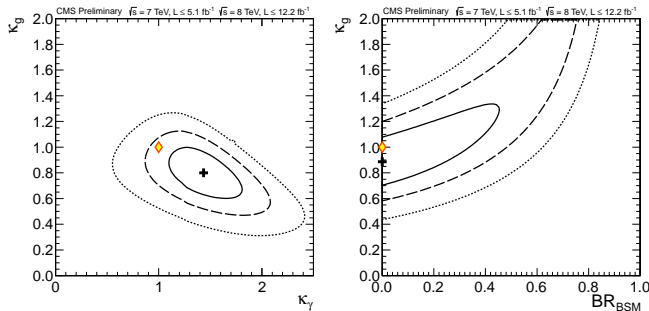 CMS Preliminary √s = 7 TeV, L ≤ 5.1 fb⁻¹ √s = 8 TeV, L ≤ 12.2 fb⁻¹
κg
2.0
1.8
1.6
1.4
1.2
1.0
0.8
0.6
0.4
0.2
0.0
0 1 2
κγ
CMS Preliminary √s = 7 TeV, L ≤ 5.1 fb⁻¹ √s = 8 TeV, L ≤ 12.2 fb⁻¹
κg
2.0
1.8
1.6
1.4
1.2
1.0
0.8
0.6
0.4
0.2
0.0
0.0 0.2 0.4 0.6 0.8 1.0
BR_BSM